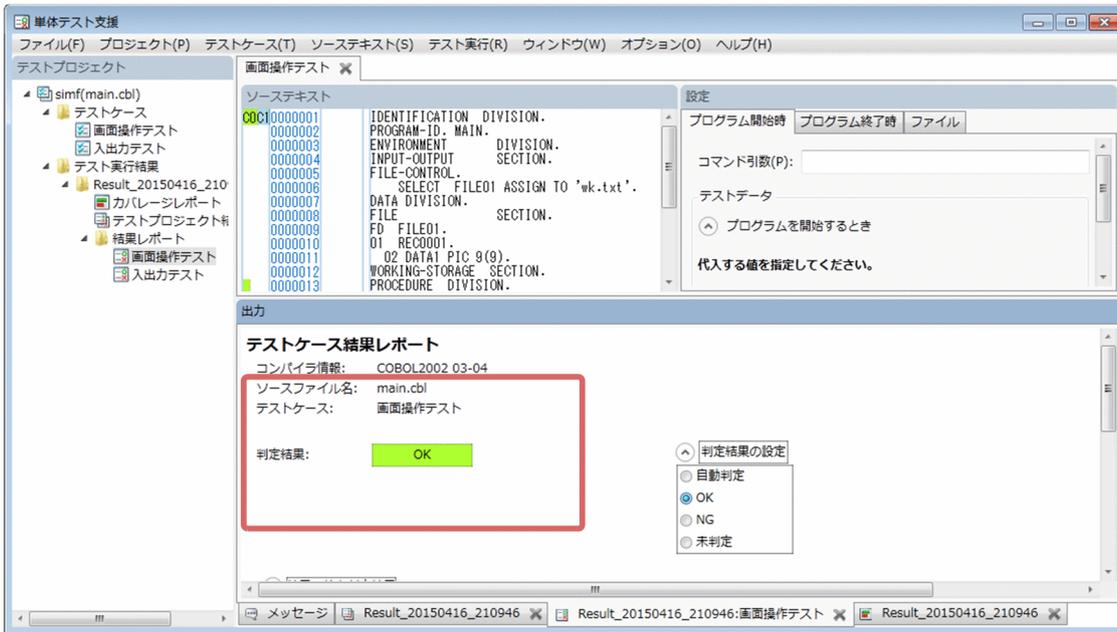 単体テスト支援
ファイル(F) プロジェクト(P) テストケース(T) ソーステキスト(S) テスト実行(R) ウィンドウ(W) オプション(O) ヘルプ(H)
テストプロジェクト
simf(main.cbl)
テストケース
画面操作テスト
入出力テスト
テスト実行結果
Result_20150416_210
カバレージレポート
テストプロジェクト
結果レポート
画面操作テスト
入出力テスト
画面操作テスト
ソーステキスト
C0C1 0000001 IDENTIFICATION DIVISION.
0000002 PROGRAM-ID. MAIN.
0000003 ENVIRONMENT DIVISION.
0000004 INPUT-OUTPUT SECTION.
0000005 FILE-CONTROL.
0000006 SELECT FILE01 ASSIGN TO 'wk.txt'.
0000007 DATA DIVISION.
0000008 FILE SECTION.
0000009 FD FILE01.
0000010 01 REC0001.
0000011 02 DATA1 PIC 9(9).
0000012 WORKING-STORAGE SECTION.
0000013 PROCEDURE DIVISION.
設定
プログラム開始時 プログラム終了時 ファイル
コマンド引数(P):
テストデータ
プログラムを開始するとき
代入する値を指定してください。
出力
テストケース結果レポート
コンパイラ情報: COBOL2002 03-04
ソースファイル名: main.cbl
テストケース: 画面操作テスト
判定結果: OK
判定結果の設定
自動判定
OK
NG
未判定
メッセージ Result_20150416_210946 Result_20150416_210946:画面操作テスト Result_20150416_210946